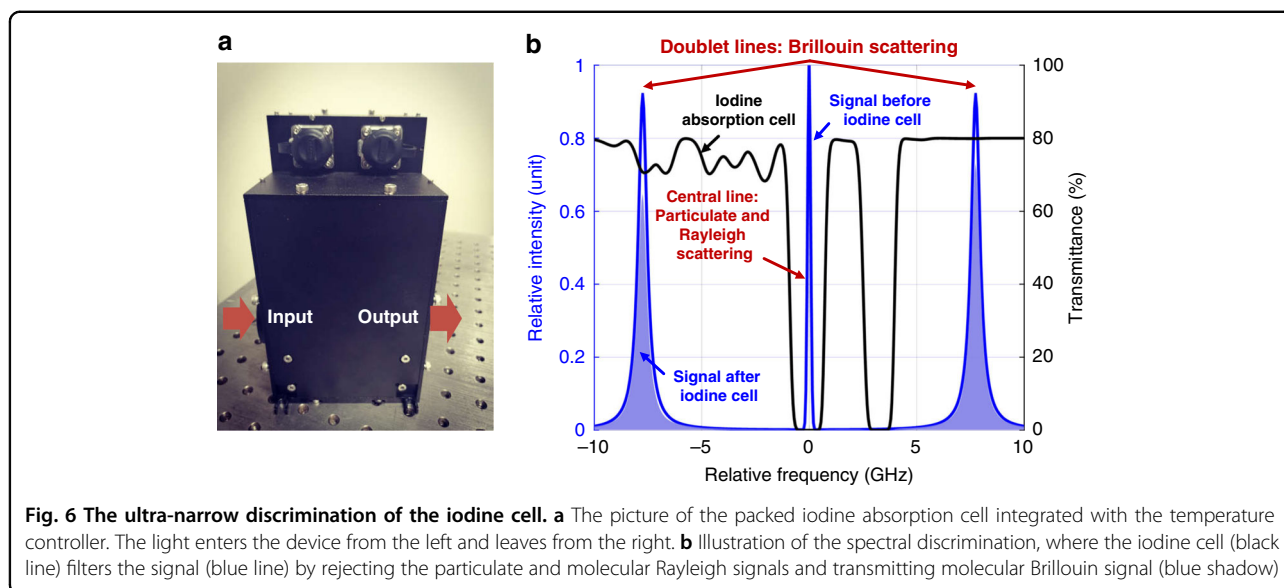 a
Input
Output
b
Doublet lines: Brillouin scattering
Iodine
absorption cell
Signal before
iodine cell
Central line:
Particulate and
Rayleigh
scattering
Signal after
iodine cell
Relative intensity (unit)
1
0.8
0.6
0.4
0.2
0
100
80
60
40
20
0
Transmittance (%)
–10
–5
0
5
10
Relative frequency (GHz)
Fig. 6 The ultra-narrow discrimination of the iodine cell. a The picture of the packed iodine absorption cell integrated with the temperature
controller. The light enters the device from the left and leaves from the right. b Illustration of the spectral discrimination, where the iodine cell (black
line) filters the signal (blue line) by rejecting the particulate and molecular Rayleigh signals and transmitting molecular Brillouin signal (blue shadow)